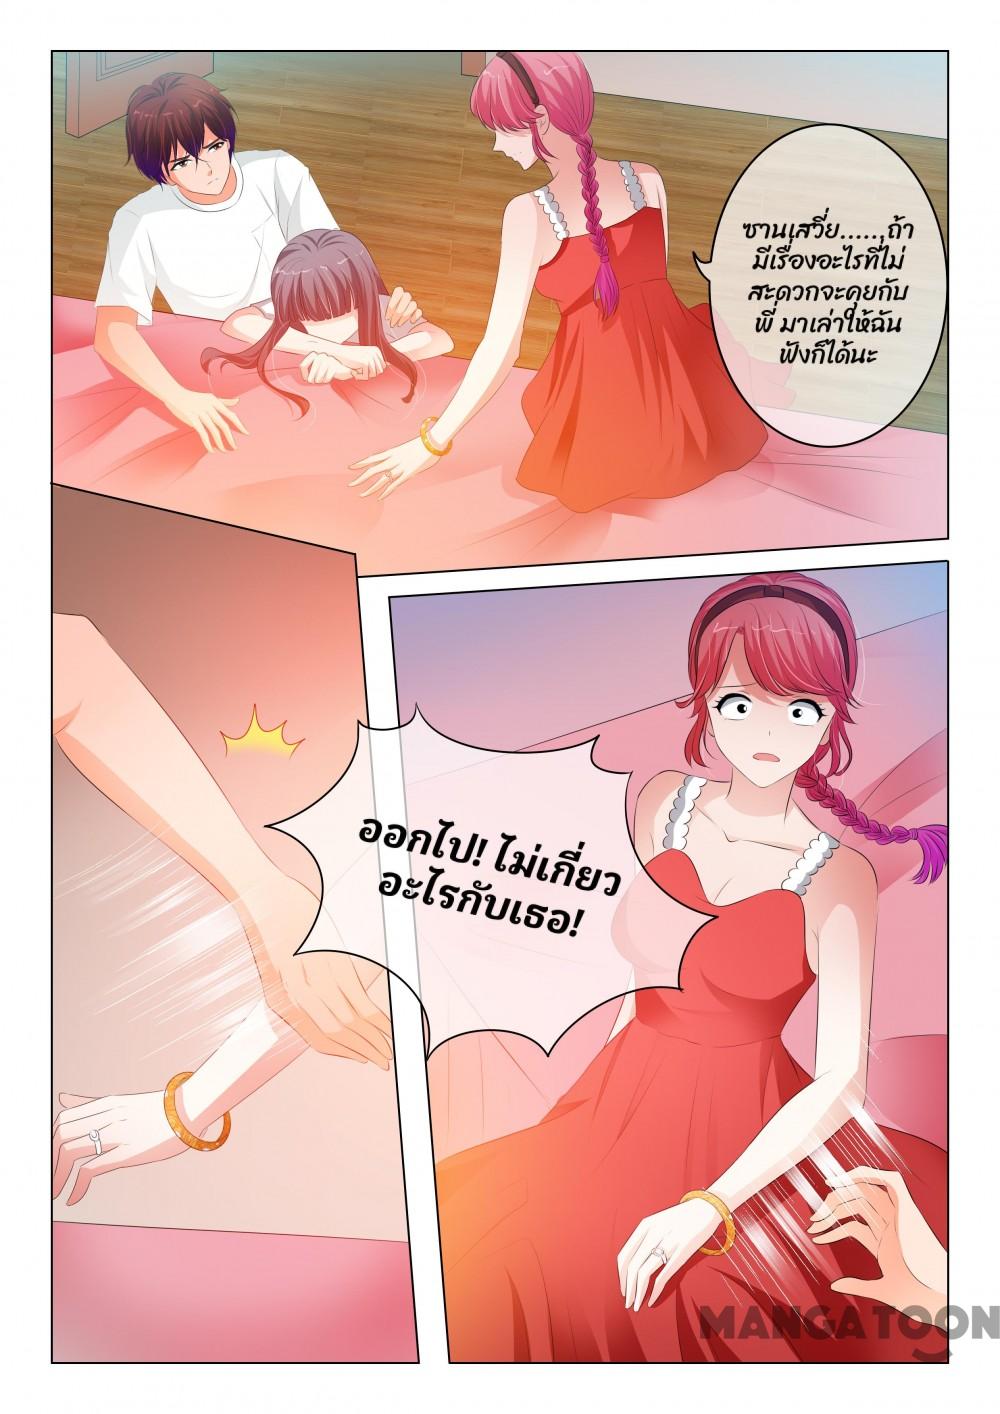 ซานเสวี่ย.....,ถ้า
มีเรื่องอะไรที่ไม่
สะดวกจะคุยกับ
พี่ มาเล่าให้ฉัน
ฟังก็ได้นะ
ออกไป! ไม่เกี่ยว
อะไรกับเธอ!
MANGATOON